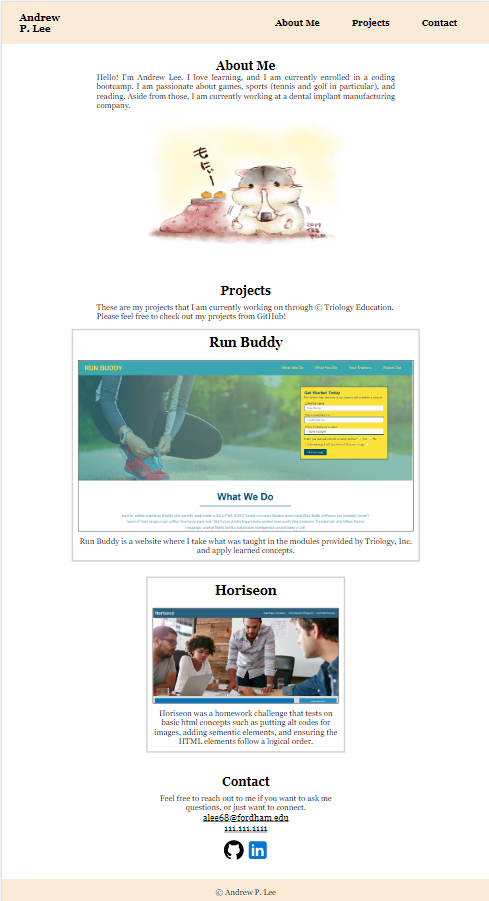 Andrew
P. Lee
About Me
Projects
Contact
About Me
Hello! I'm Andrew Lee. I love learning, and I am currently enrolled in a coding
bootcamp. I am passionate about games, sports (tennis and golf in particular), and
reading. Aside from those, I am currently working at a dental implant manufacturing
company.
もにぃー
Projects
These are my projects that I am currently working on through © Triology Education.
Please feel free to check out my projects from GitHub!
Run Buddy
RUN BUDDY
What We Do
What You Do
Your Trainers
Reach Out
Get Started Today
What We Do
Run Buddy is a website where I take what was taught in the modules provided by Triology, Inc.
and apply learned concepts.
Horiseon
Horiseon
Horiseon was a homework challenge that tests on
basic html concepts such as putting alt codes for
images, adding sementic elements, and ensuring the
HTML elements follow a logical order.
Contact
Feel free to reach out to me if you want to ask me
questions, or just want to connect.
alee68@fordham.edu
111.111.1111
in
© Andrew P. Lee